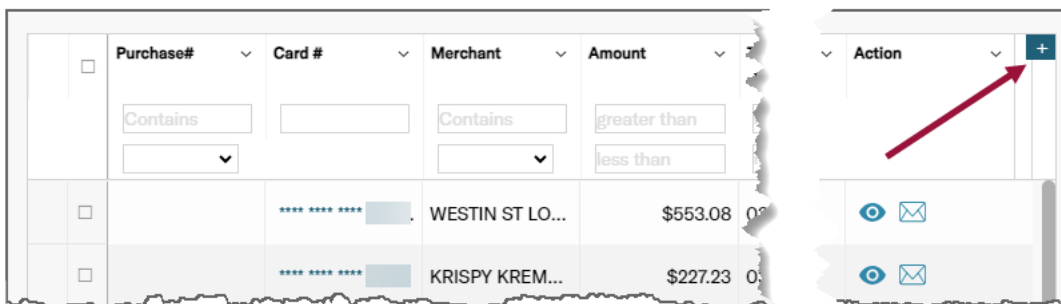 Purchase# Card # Merchant Amount Action +
Contains Contains greater than
less than
**** **** **** . WESTIN ST LO... $553.08
**** **** **** KRISPY KREM... $227.23